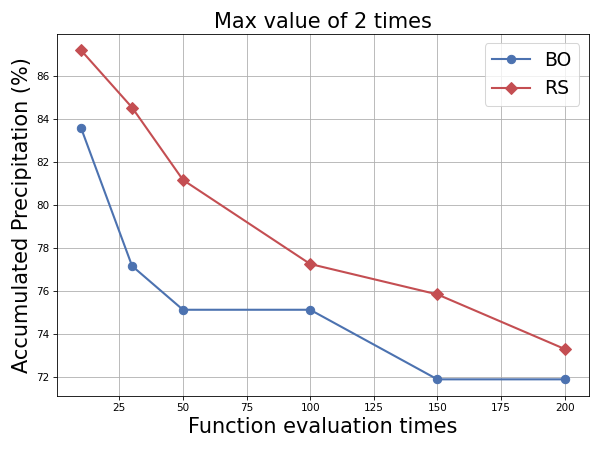 Max value of 2 times
BO
RS
Accumulated Precipitation (%)
86
84
82
80
78
76
74
72
25 50 75 100 125 150 175 200
Function evaluation times